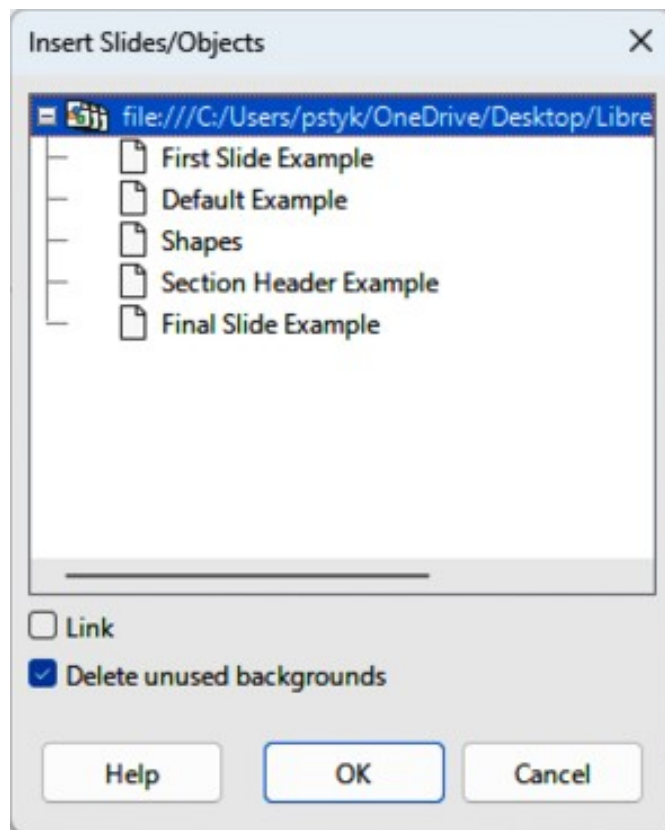 Insert Slides/Objects
file:///C:/Users/pstyk/OneDrive/Desktop/Libre
First Slide Example
Default Example
Shapes
Section Header Example
Final Slide Example
Link
Delete unused backgrounds
Help OK Cancel